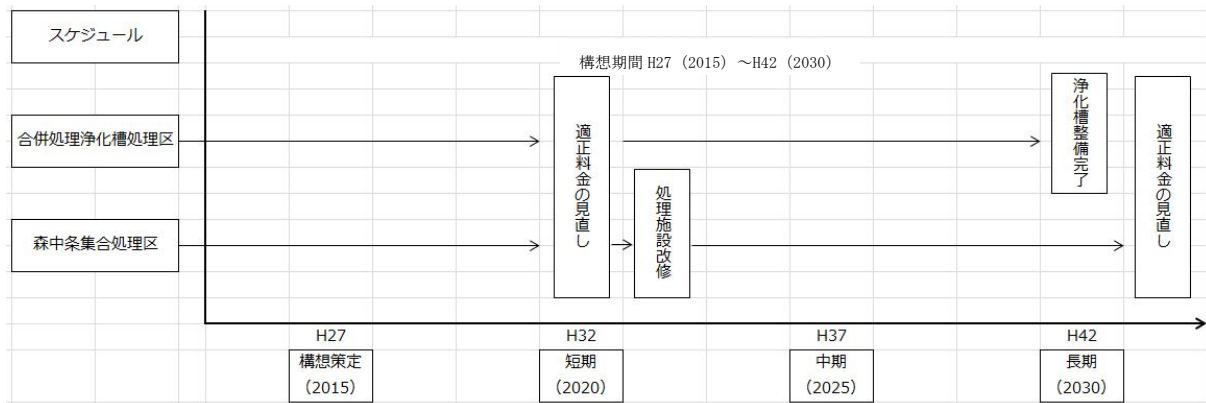 スケジュール
構想期間 H27（2015）～H42（2030）
合併処理浄化槽処理区
適正料金の見直し
浄化槽整備完了
適正料金の見直し
処理施設改修
森中条集合処理区
H27
H32
H37
H42
構想策定
（2015）
短期
（2020）
中期
（2025）
長期
（2030）